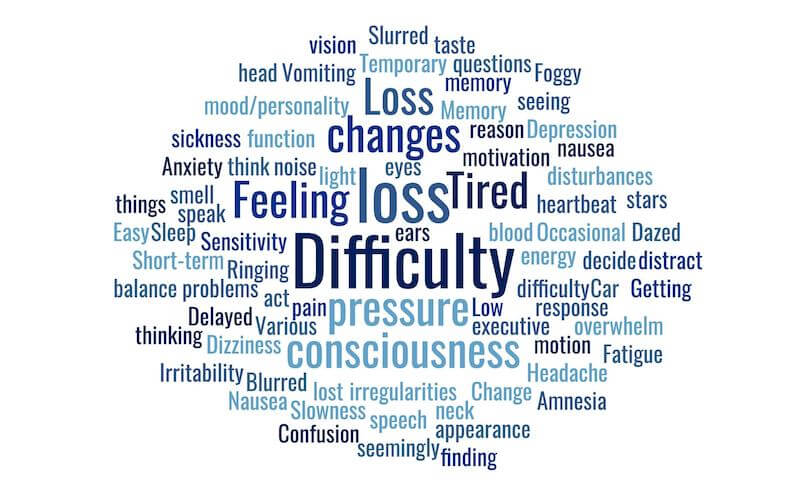 Slurred
vision taste
Temporary questions
head Vomiting Foggy
memory
mood/personality Loss Memory seeing
sickness function changes reason Depression
motivation nausea
Anxiety think noise light eyes disturbances
things smell Feeling loss Tired heartbeat stars
speak
Easy Sleep Sensitivity ears blood Occasional Dazed
Short-term Ringing Difficulty energy decide distract
balance problems act difficulty Car Getting
Delayed pain pressure Low response
thinking Various executive overwhelm
Dizziness consciousness motion Fatigue
Irritability Blurred Headache
lost irregularities Change
Nausea Slowness neck Amnesia
speech
Confusion appearance
seemingly finding